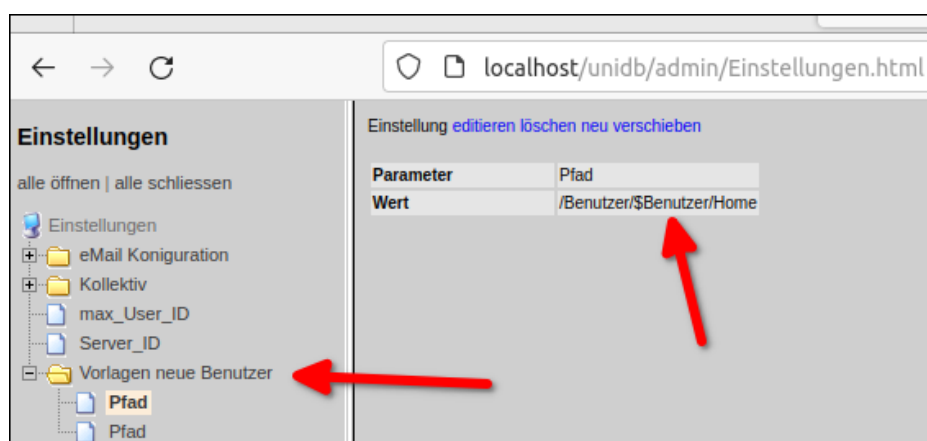 localhost/unidb/admin/Einstellungen.html
Einstellungen
alle öffnen | alle schliessen
Einstellungen
eMail Koniguration
Kollektiv
max_User_ID
Server_ID
Vorlagen neue Benutzer
Pfad
Pfad
Einstellung editieren löschen neu verschieben
Parameter Pfad
Wert /Benutzer/$Benutzer/Home